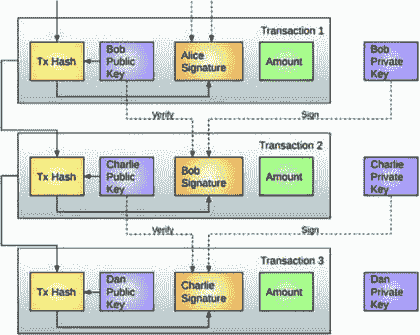 Transaction 1
Tx Hash
Bob
Public
Key
Alice
Signature
Amount
Bob
Private
Key
Verify
Sign
Transaction 2
Tx Hash
Charlie
Public
Key
Bob
Signature
Amount
Charlie
Private
Key
Verify
Sign
Transaction 3
Tx Hash
Dan
Public
Key
Charlie
Signature
Amount
Dan
Private
Key